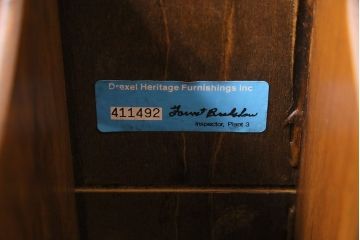 Drexel Heritage Furnishings Inc
411492
Inspector, Plant 3